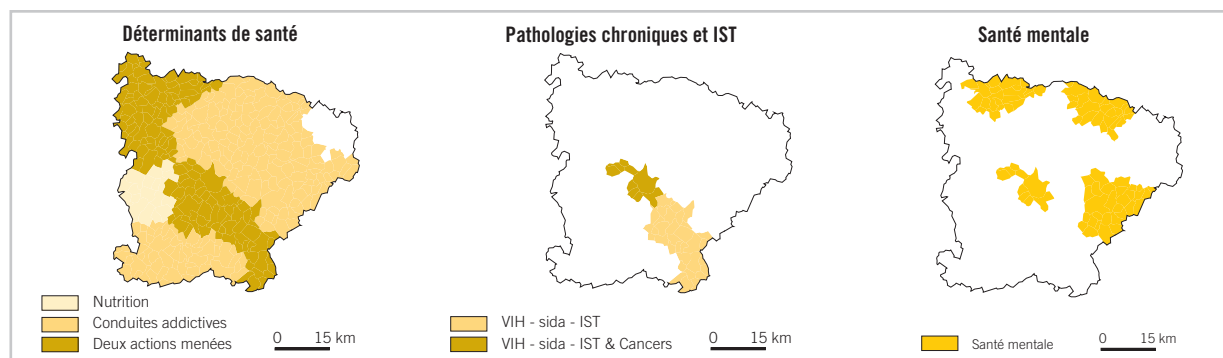 Déterminants de santé
Nutrition
Conduites addictives
Deux actions menées
0 15 km
Pathologies chroniques et IST
VIH - sida - IST
VIH - sida - IST & Cancers
0 15 km
Santé mentale
Santé mentale
0 15 km